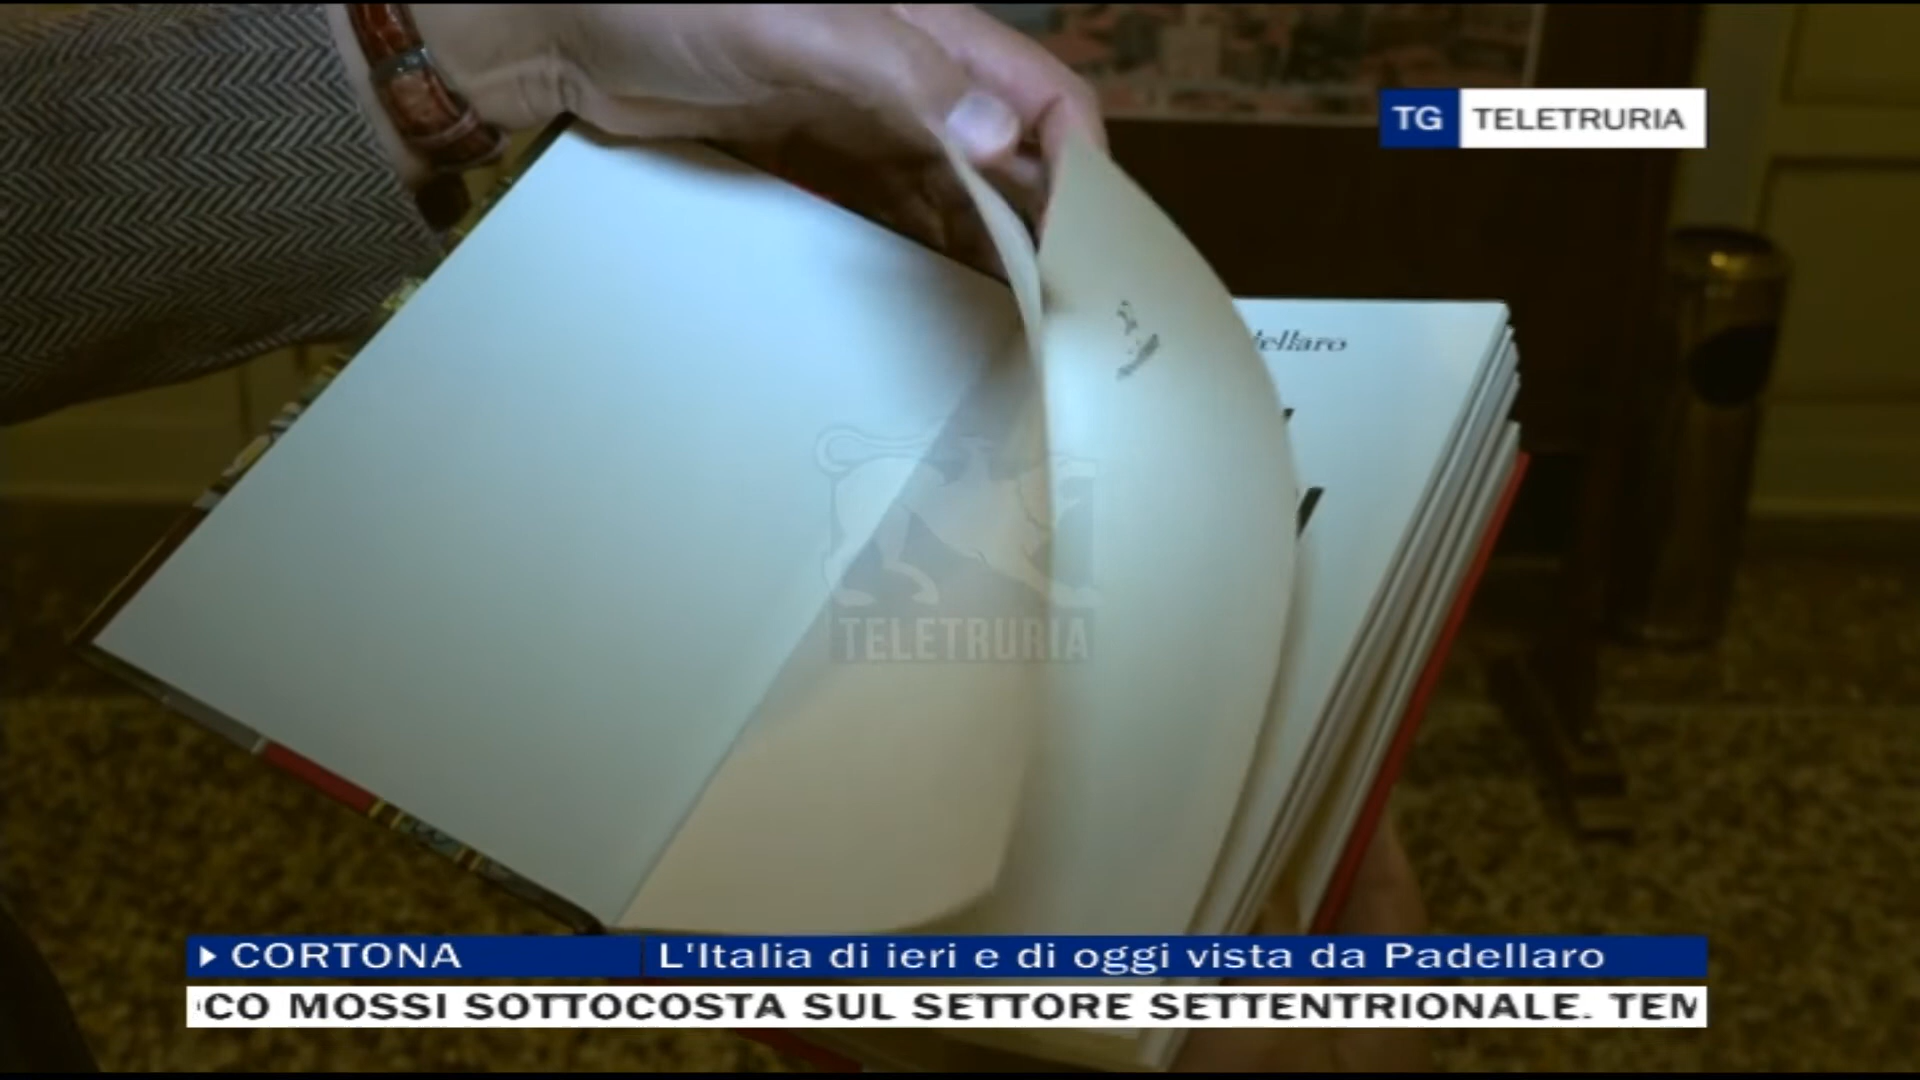 TG TELETRURIA
dellaro
TELETRURIA
CORTONA L'Italia di ieri e di oggi vista da Padellaro
CO MOSSI SOTTOCOSTA SUL SETTORE SETTENTRIONALE. TEM